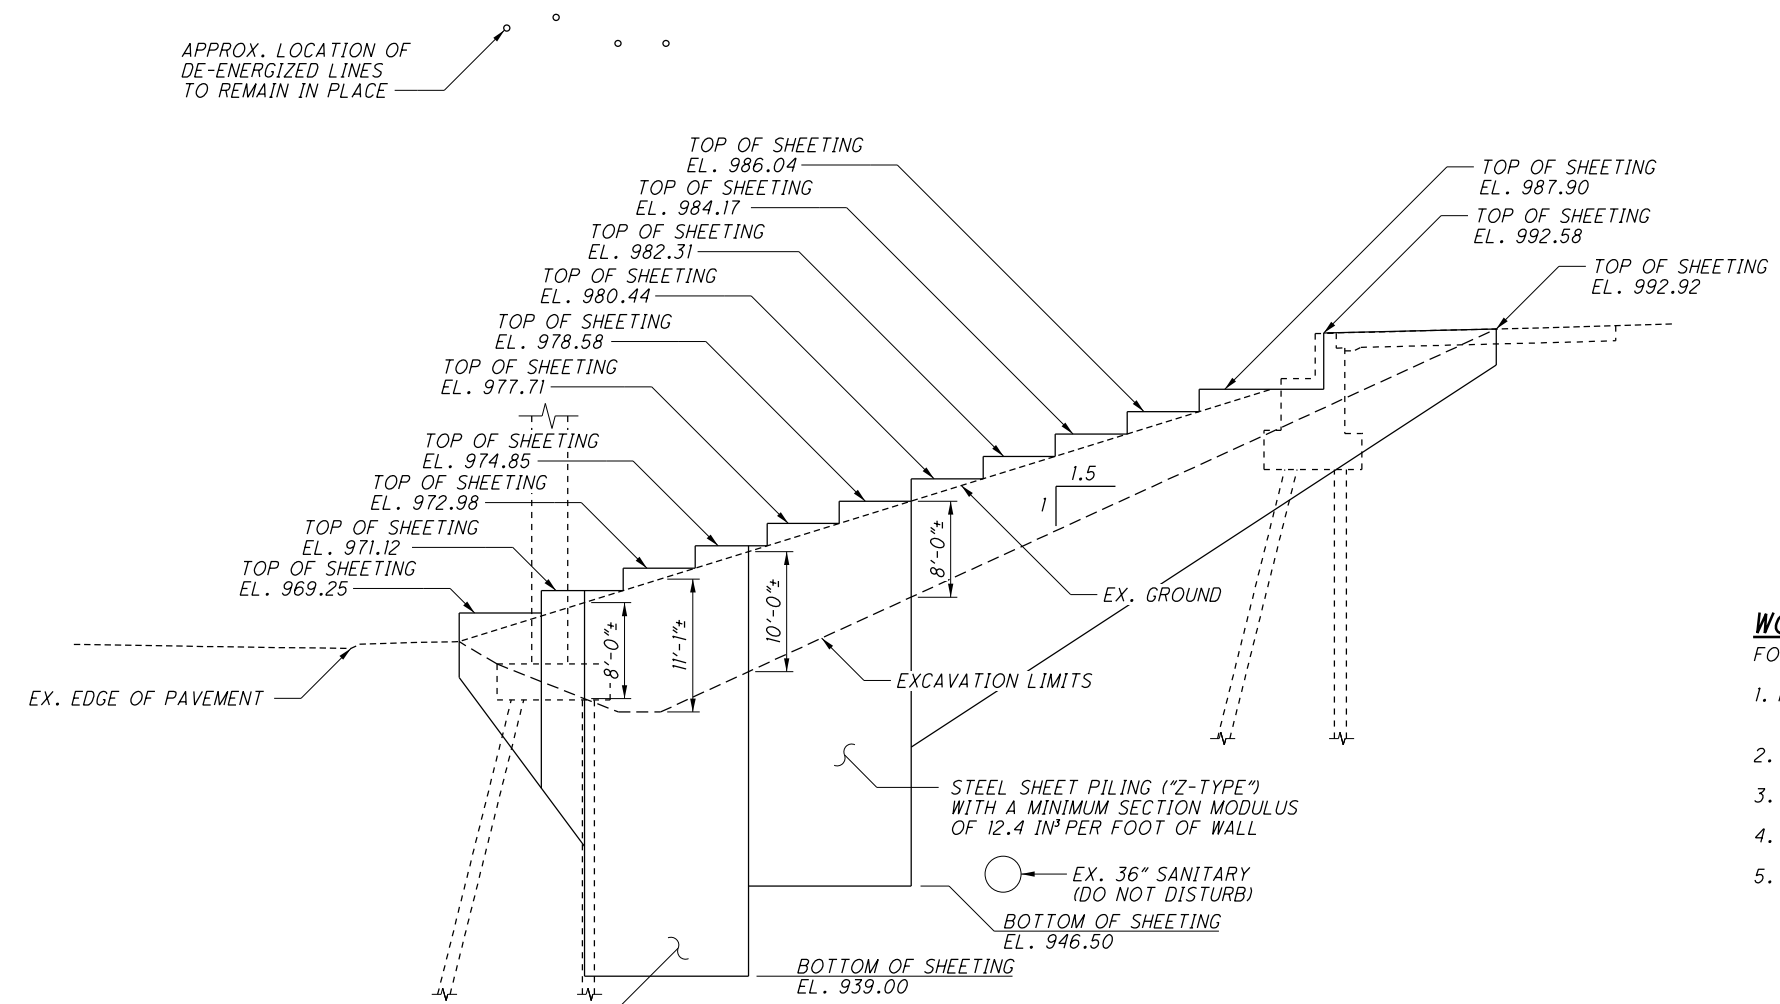 APPROX. LOCATION OF
DE-ENERGIZED LINES
TO REMAIN IN PLACE
TOP OF SHEETING
EL. 986.04
TOP OF SHEETING
EL. 984.17
TOP OF SHEETING
EL. 982.31
TOP OF SHEETING
EL. 980.44
TOP OF SHEETING
EL. 978.58
TOP OF SHEETING
EL. 977.71
TOP OF SHEETING
EL. 974.85
TOP OF SHEETING
EL. 972.98
TOP OF SHEETING
EL. 971.12
TOP OF SHEETING
EL. 969.25
TOP OF SHEETING
EL. 987.90
TOP OF SHEETING
EL. 992.58
TOP OF SHEETING
EL. 992.92
1.5
1
8'-0"±
11'-1"±
10'-0"±
8'-0"±
EX. GROUND
EXCAVATION LIMITS
EX. EDGE OF PAVEMENT
STEEL SHEET PILING ("Z-TYPE")
WITH A MINIMUM SECTION MODULUS
OF 12.4 IN³ PER FOOT OF WALL
EX. 36" SANITARY
(DO NOT DISTURB)
BOTTOM OF SHEETING
EL. 946.50
BOTTOM OF SHEETING
EL. 939.00
FO
1.
2.
3.
4.
5.